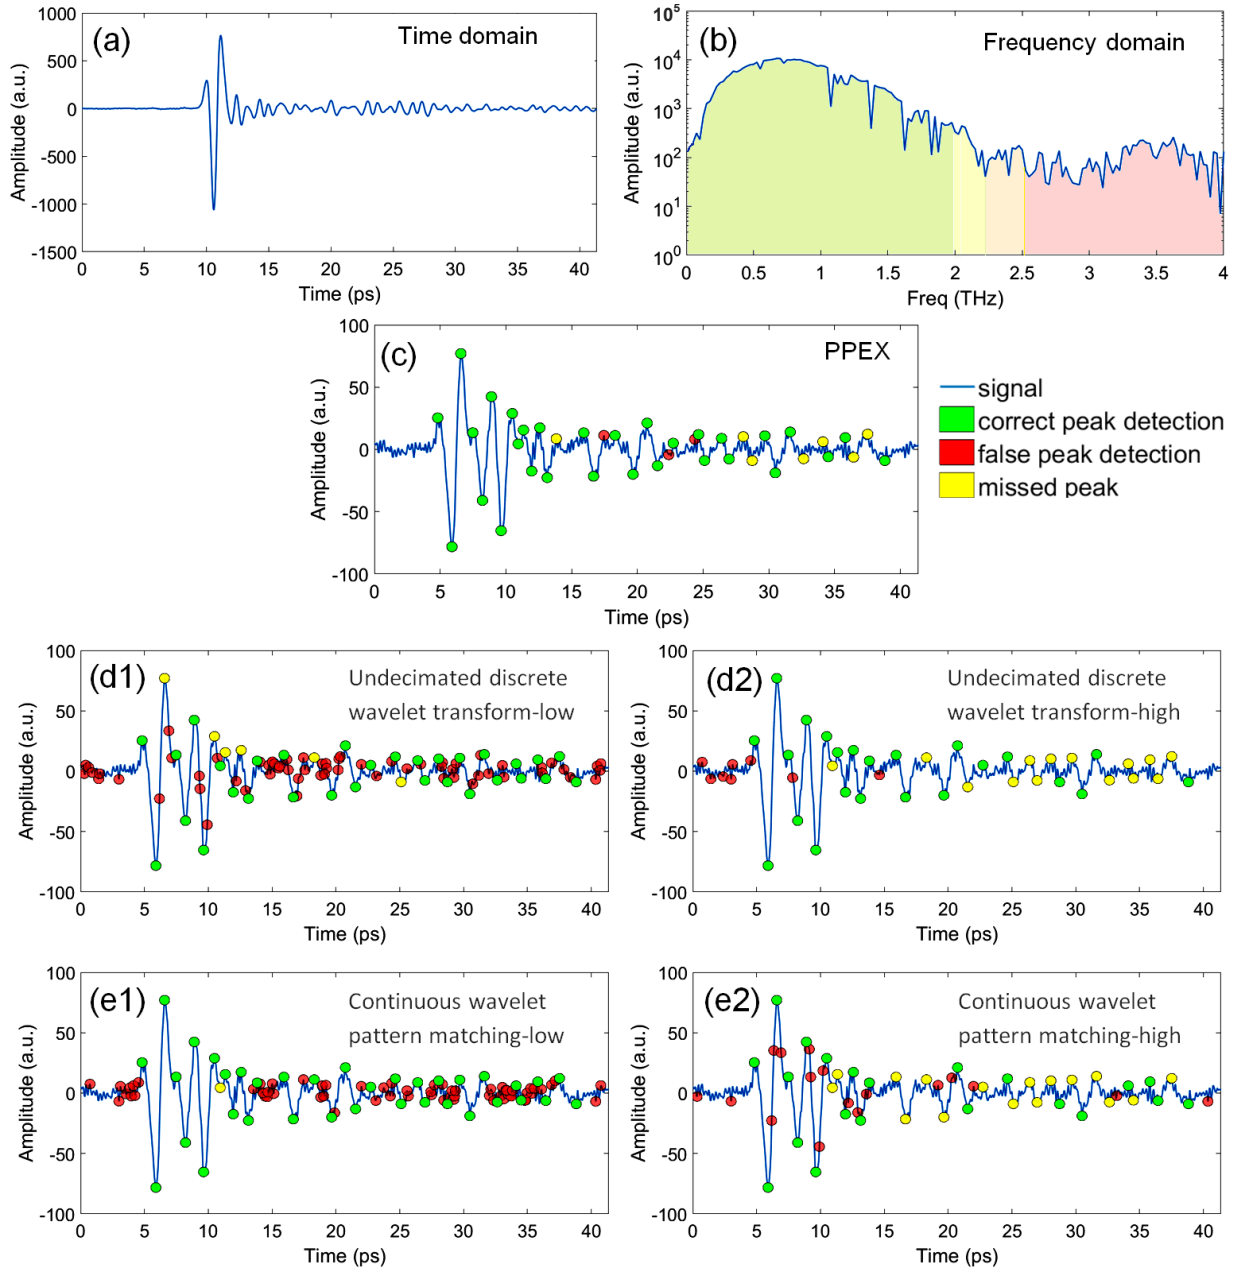 (a)
Time domain
Amplitude (a.u.)
1000
500
0
-500
-1000
-1500
0 5 10 15 20 25 30 35 40
Time (ps)
(b)
Frequency domain
Amplitude (a.u.)
10^5
10^4
10^3
10^2
10^1
10^0
0 0.5 1 1.5 2 2.5 3 3.5 4
Freq (THz)
(c)
PPEX
Amplitude (a.u.)
100
50
0
-50
-100
0 5 10 15 20 25 30 35 40
Time (ps)
signal
correct peak detection
false peak detection
missed peak
(d1)
Undecimated discrete
wavelet transform-low
Amplitude (a.u.)
100
50
0
-50
-100
0 5 10 15 20 25 30 35 40
Time (ps)
(d2)
Undecimated discrete
wavelet transform-high
Amplitude (a.u.)
100
50
0
-50
-100
0 5 10 15 20 25 30 35 40
Time (ps)
(e1)
Continuous wavelet
pattern matching-low
Amplitude (a.u.)
100
50
0
-50
-100
0 5 10 15 20 25 30 35 40
Time (ps)
(e2)
Continuous wavelet
pattern matching-high
Amplitude (a.u.)
100
50
0
-50
-100
0 5 10 15 20 25 30 35 40
Time (ps)